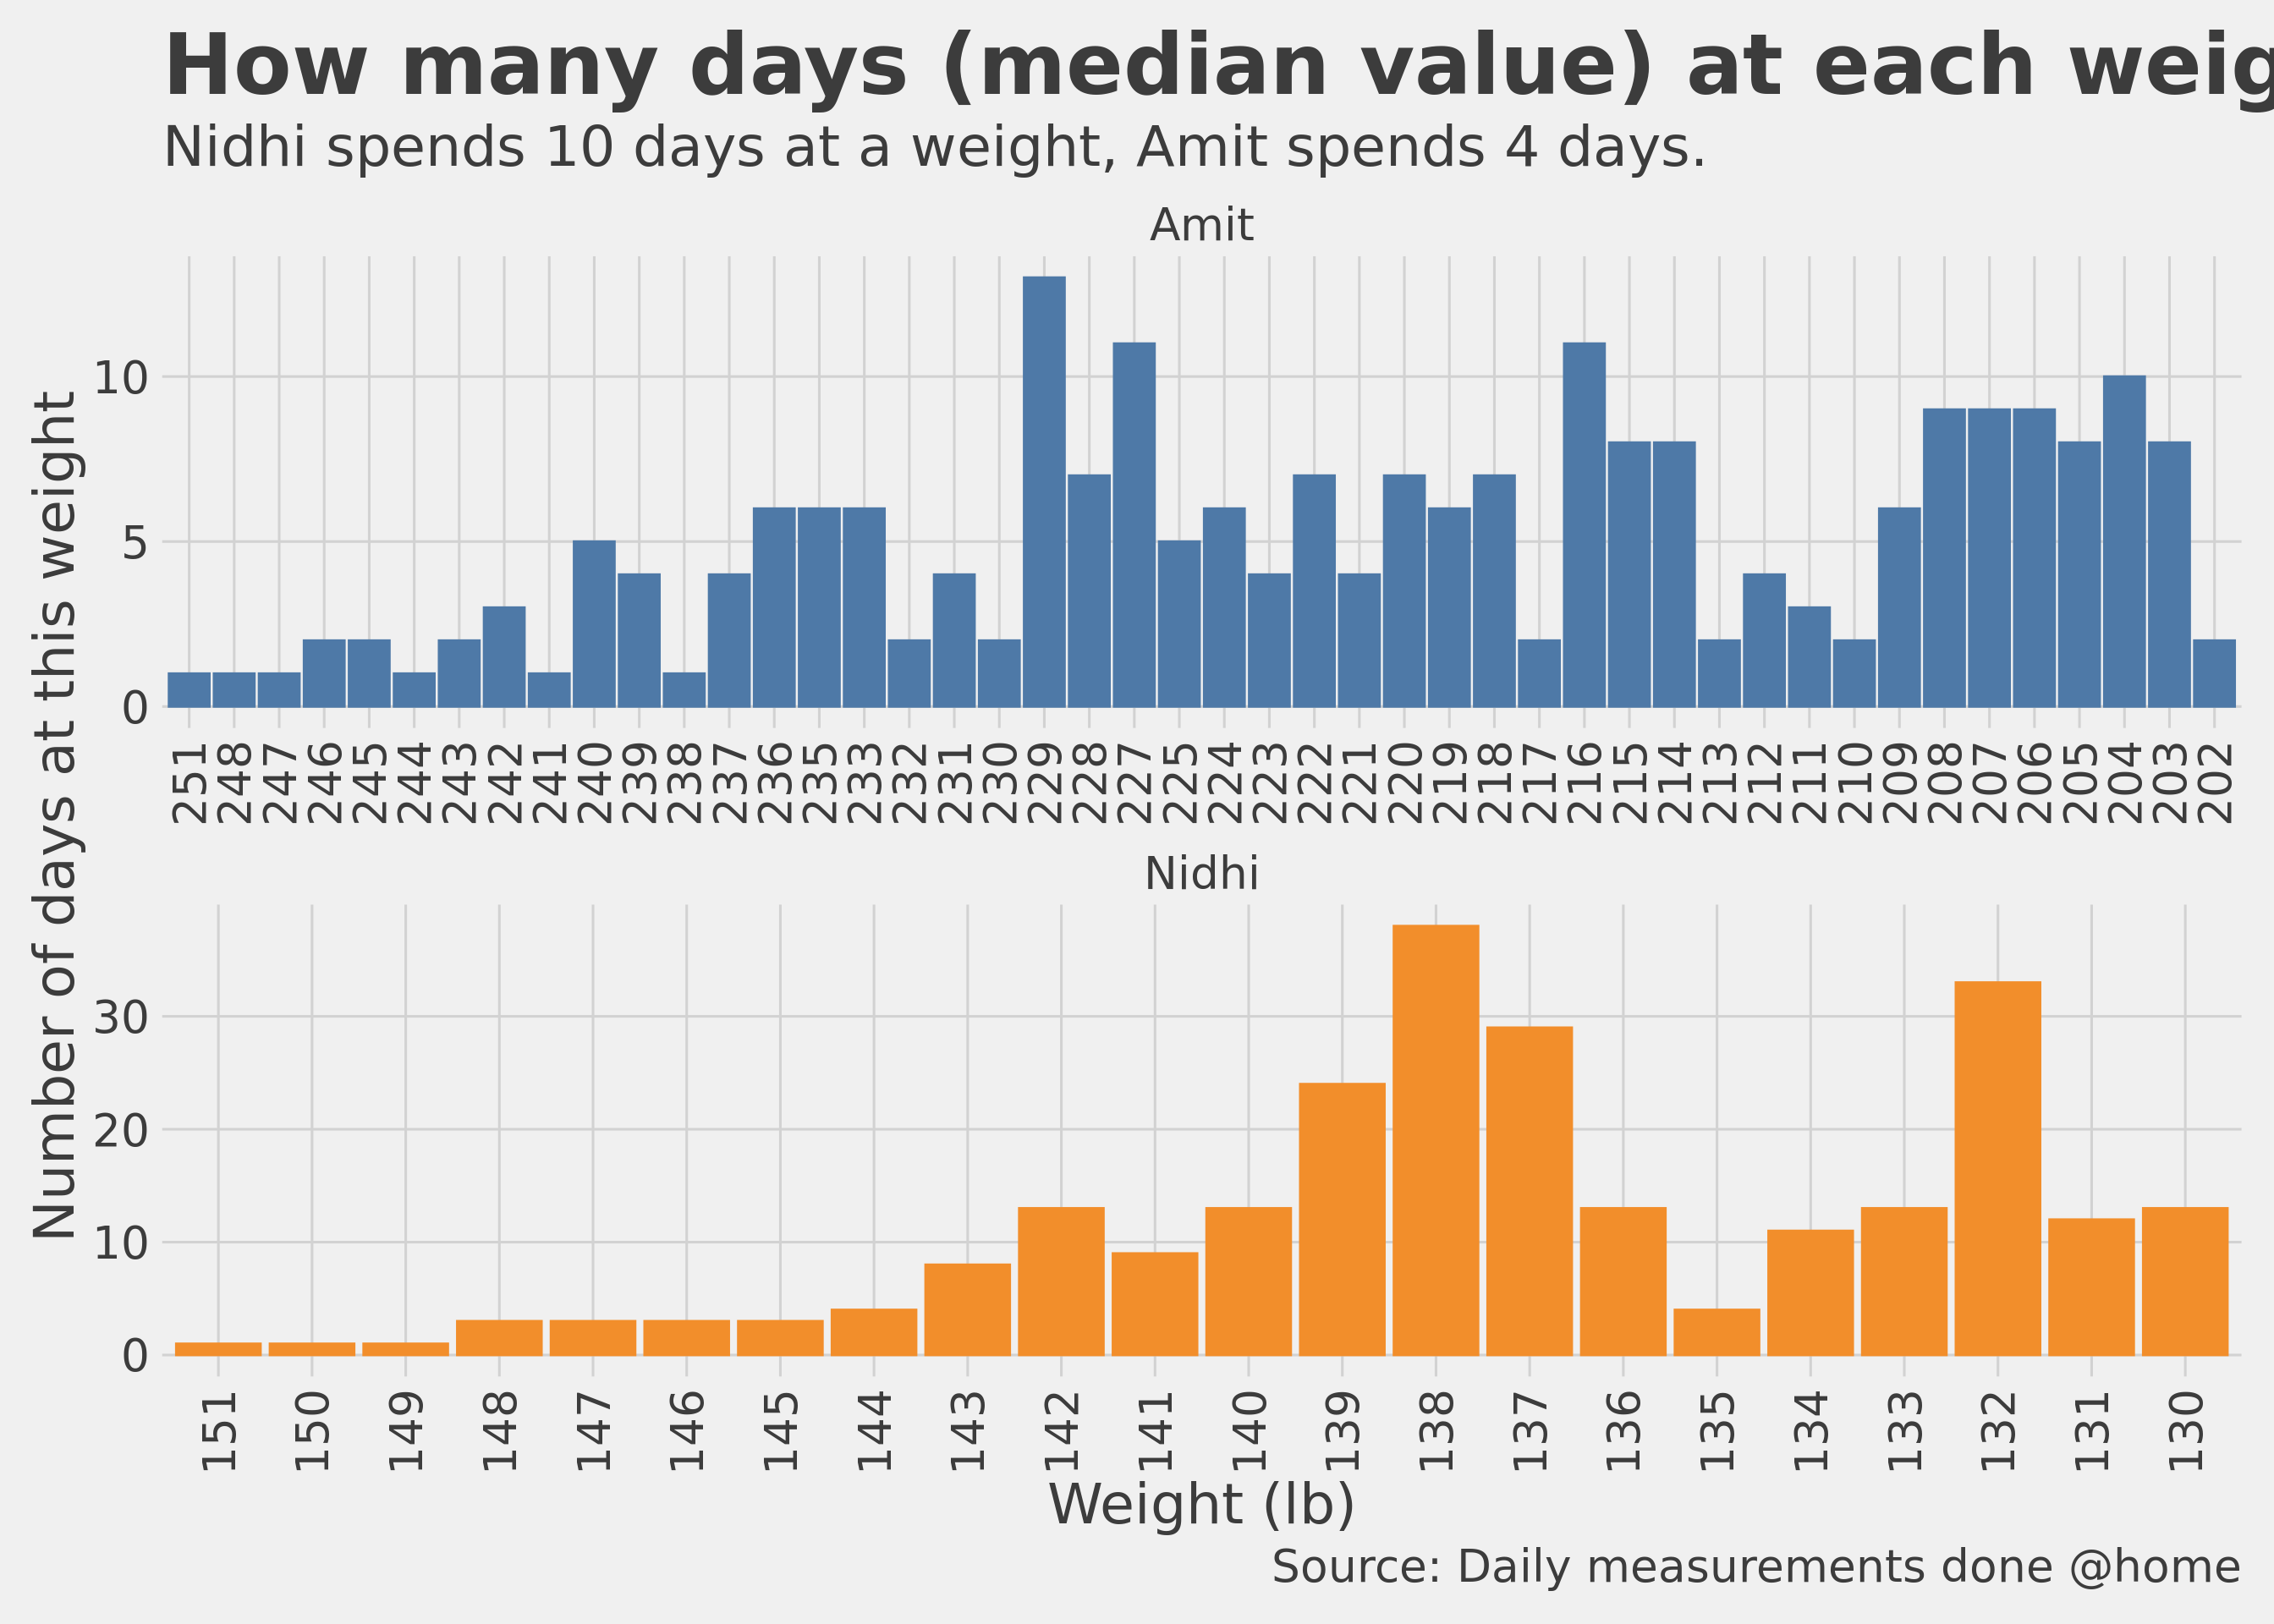 How many days (median value) at each weig
Nidhi spends 10 days at a weight, Amit spends 4 days.
Number of days at this weight
Amit
10
5
0
251 248 247 246 245 244 243 242 241 240 239 238 237 236 235 233 232 231 230 229 228 227 225 224 223 222 221 220 219 218 217 216 215 214 213 212 211 210 209 208 207 206 205 204 203 202
Nidhi
30
20
10
0
151 150 149 148 147 146 145 144 143 142 141 140 139 138 137 136 135 134 133 132 131 130
Weight (lb)
Source: Daily measurements done @home